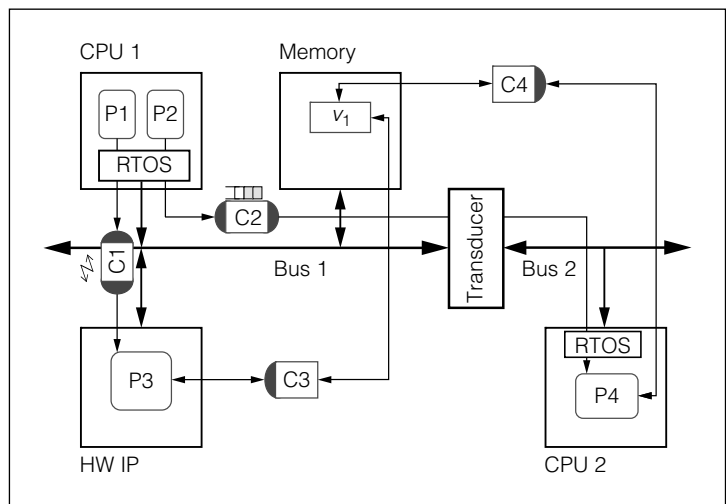 CPU 1
Memory
P1
P2
v1
C4
RTOS
C2
C1
Bus 1
Transducer
Bus 2
RTOS
P3
C3
P4
HW IP
CPU 2